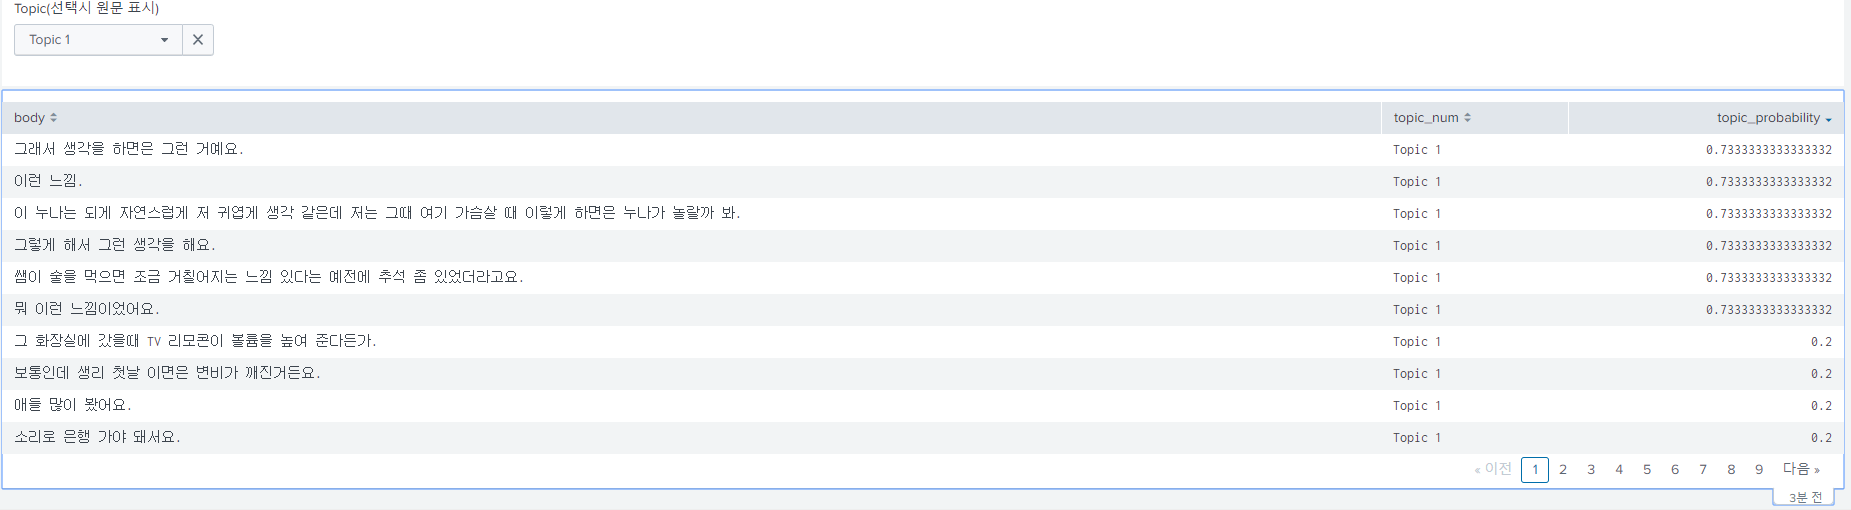 Topic(선택시 원문 표시)
Topic 1
body topic_num topic_probability
그래서 생각을 하면은 그런 거예요. Topic 1 0.7333333333333332
이런 느낌. Topic 1 0.7333333333333332
이 누나는 되게 자연스럽게 저 귀엽게 생각 같은데 저는 그때 여기 가슴살 때 이렇게 하면은 누나가 놀랄까 봐. Topic 1 0.7333333333333332
그렇게 해서 그런 생각을 해요. Topic 1 0.7333333333333332
쌤이 술을 먹으면 조금 거칠어지는 느낌 있다는 예전에 추석 좀 있었더라고요. Topic 1 0.7333333333333332
뭐 이런 느낌이었어요. Topic 1 0.7333333333333332
그 화장실에 갔을때 TV 리모콘이 볼륨을 높여 준다든가. Topic 1 0.2
보통인데 생리 첫날 이면은 변비가 깨진거든요. Topic 1 0.2
애들 많이 봤어요. Topic 1 0.2
소리로 은행 가야 돼서요. Topic 1 0.2
« 이전 1 2 3 4 5 6 7 8 9 다음 »
3분 전